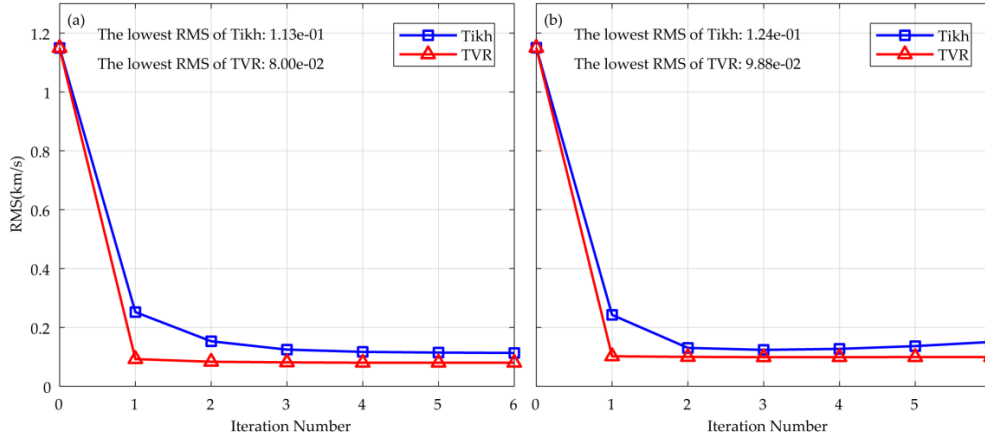 (a)
The lowest RMS of Tikh: 1.13e-01
The lowest RMS of TVR: 8.00e-02
Tikh
TVR
1.2
1
0.8
0.6
0.4
0.2
0
RMS(km/s)
0 1 2 3 4 5 6
Iteration Number
(b)
The lowest RMS of Tikh: 1.24e-01
The lowest RMS of TVR: 9.88e-02
Tikh
TVR
0 1 2 3 4 5
Iteration Number